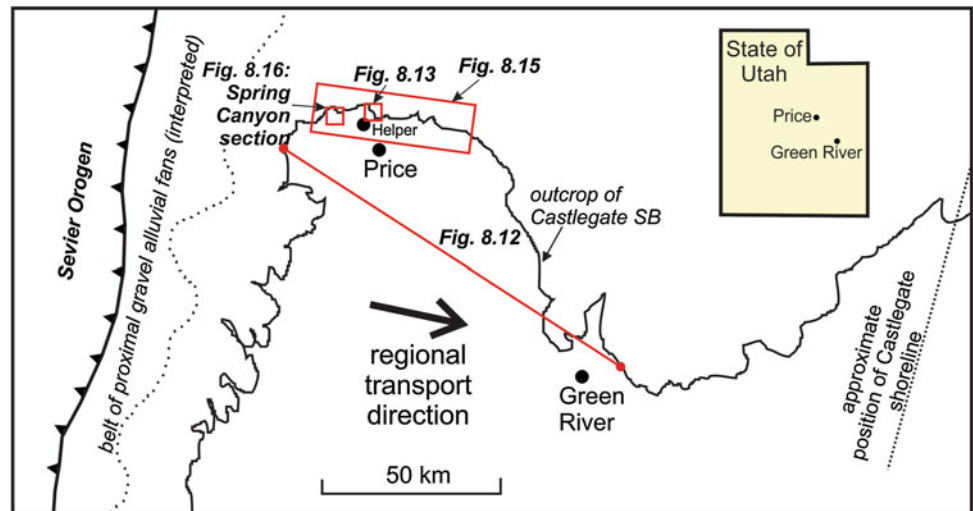 Fig. 8.16:
Spring
Canyon
section
Fig. 8.13
Fig. 8.15
Helper
Price
State of
Utah
Price
Green River
Sevier Orogen
belt of proximal gravel alluvial fans (interpreted)
outcrop of
Castlegate SB
Fig. 8.12
regional
transport
direction
Green
River
approximate
position of Castlegate
shoreline
50 km